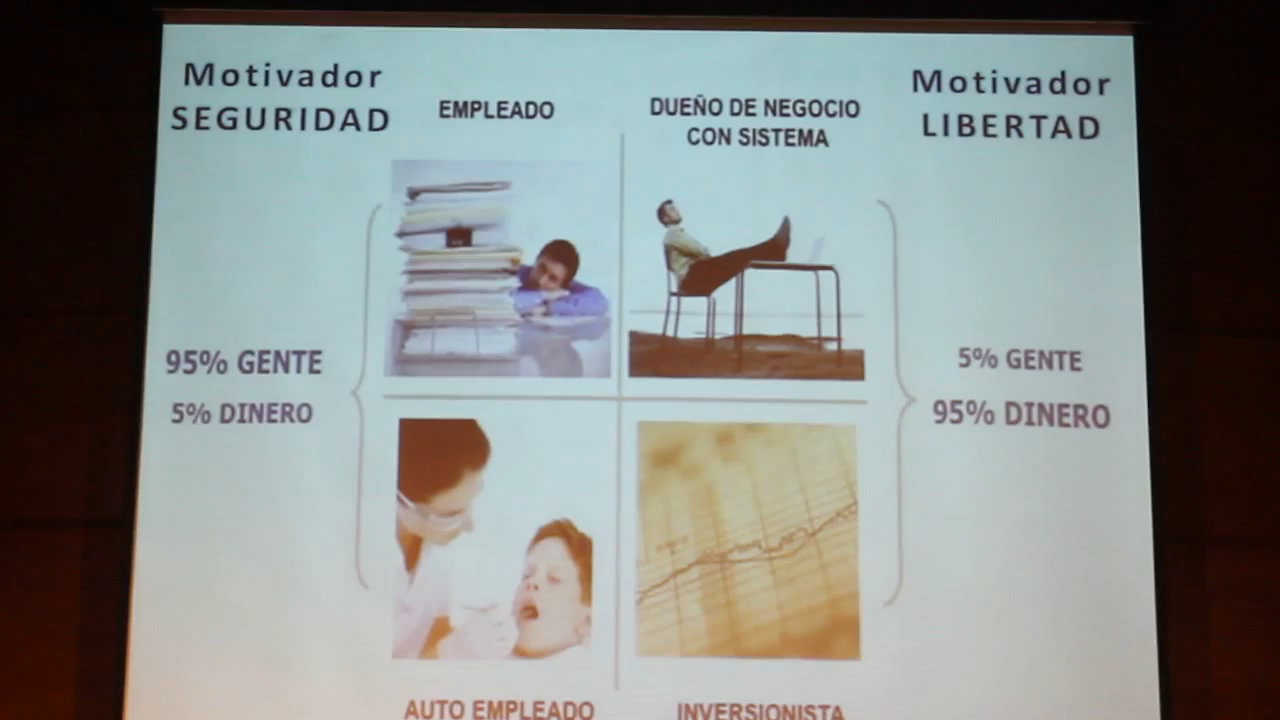 Motivador
SEGURIDAD
EMPLEADO
DUEÑO DE NEGOCIO
CON SISTEMA
Motivador
LIBERTAD
95% GENTE
5% DINERO
5% GENTE
95% DINERO
AUTO EMPLEADO
INVERSIONISTA